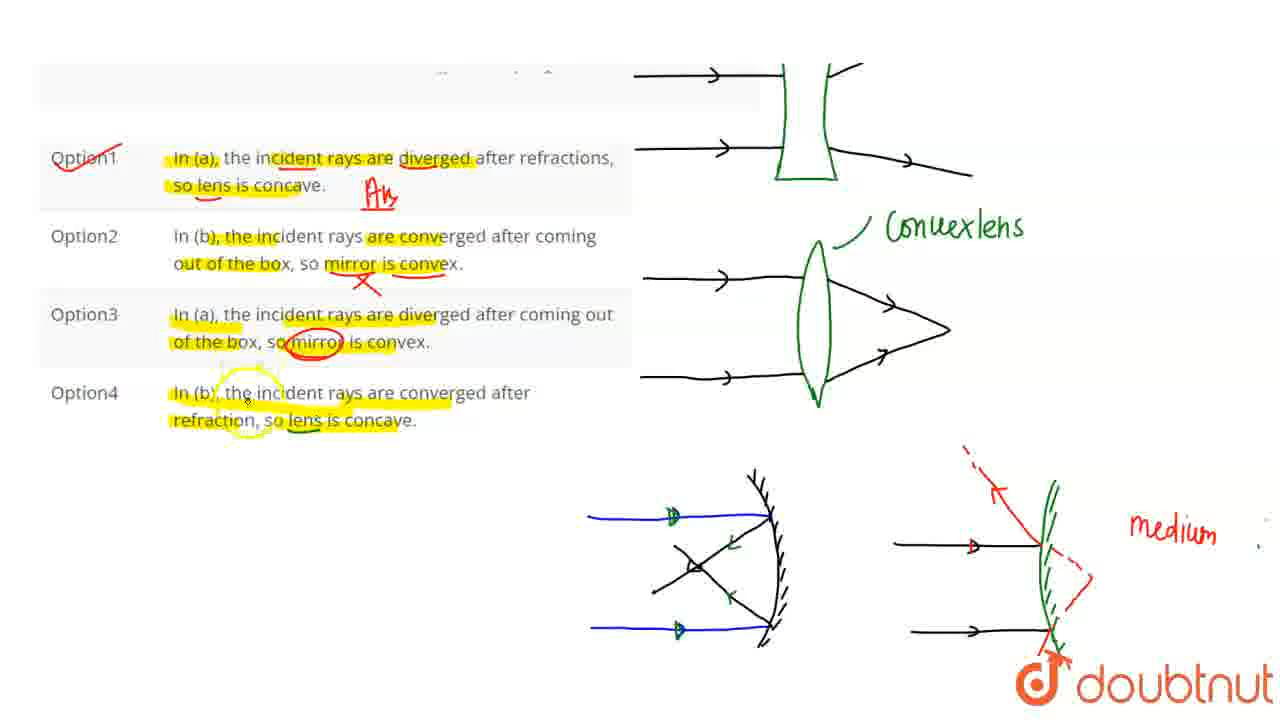 Option1 In (a), the incident rays are diverged after refractions,
so lens is concave.
Ans
Option2 In (b), the incident rays are converged after coming
out of the box, so mirror is convex.
Option3 In (a), the incident rays are diverged after coming out
of the box, so mirror is convex.
Option4 In (b), the incident rays are converged after
refraction, so lens is concave.
Convexlens
medium
doubtnut